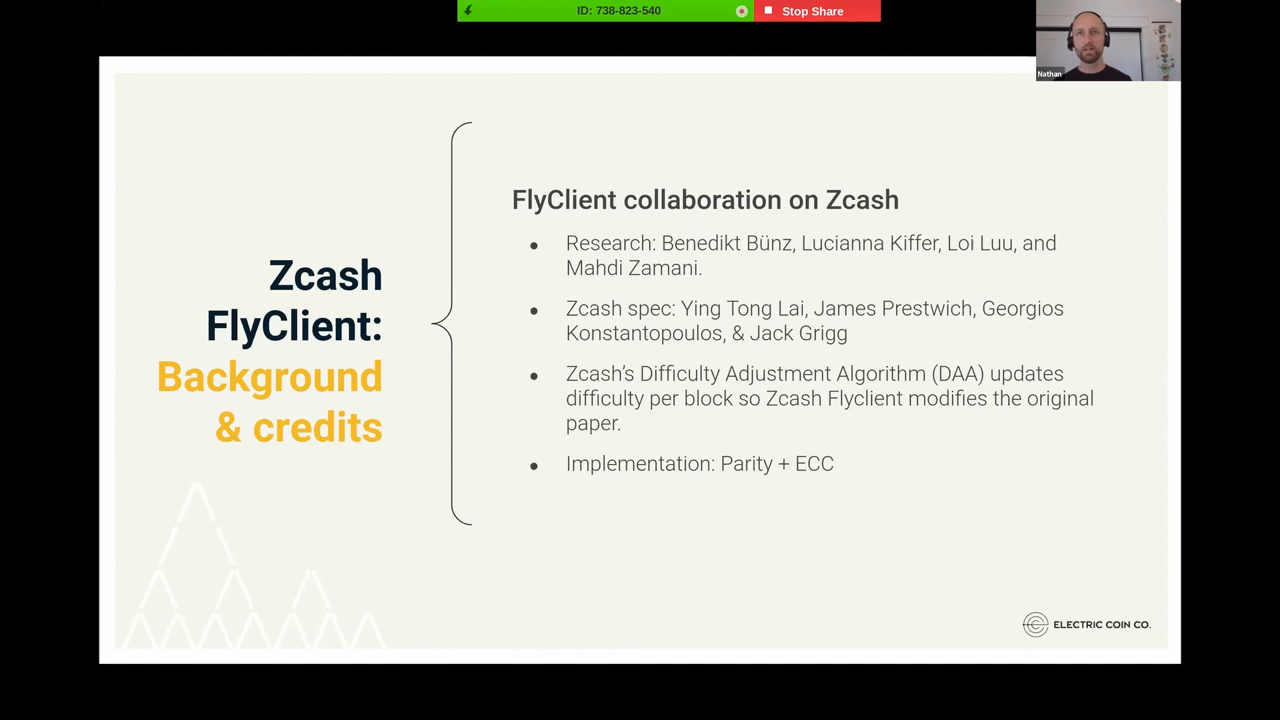 ID: 738-823-540
Stop Share
Nathan
Zcash
FlyClient:
Background
& credits
FlyClient collaboration on Zcash
● Research: Benedikt Bünz, Lucianna Kiffer, Loi Luu, and
Mahdi Zamani.
● Zcash spec: Ying Tong Lai, James Prestwich, Georgios
Konstantopoulos, & Jack Grigg
● Zcash’s Difficulty Adjustment Algorithm (DAA) updates
difficulty per block so Zcash Flyclient modifies the original
paper.
● Implementation: Parity + ECC
ELECTRIC COIN CO.